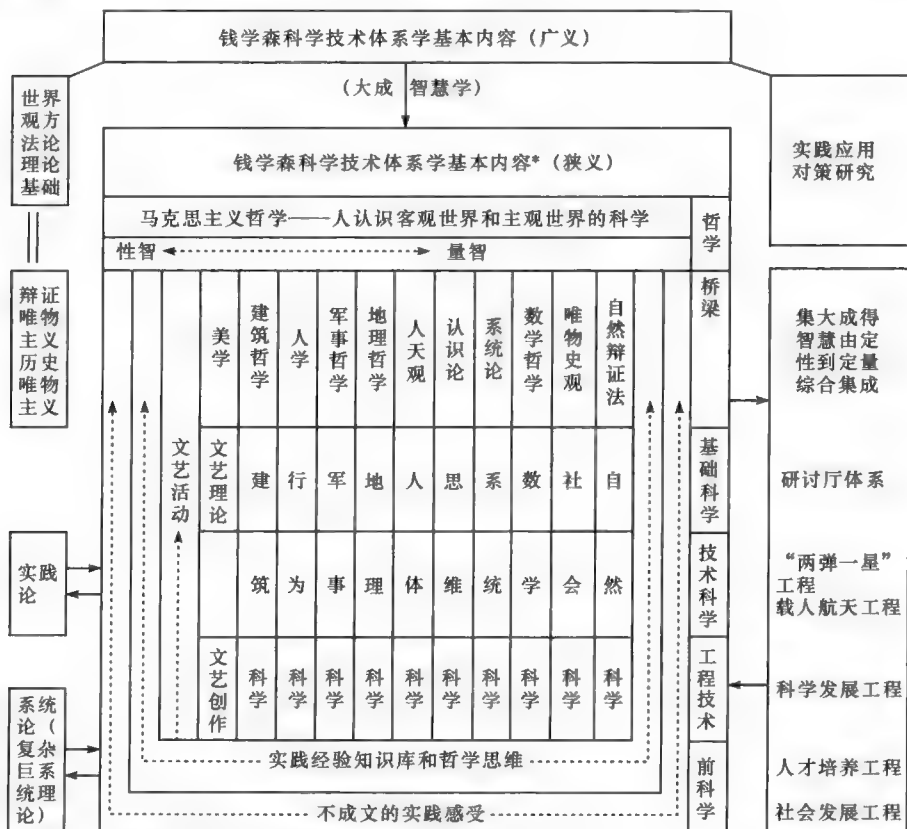 钱学森科学技术体系学基本内容（广义）
（大成 智慧学）
世界
观方
法论
理论
基础
钱学森科学技术体系学基本内容*（狭义）
实践应用
对策研究
马克思主义哲学——人认识客观世界和主观世界的科学
哲学
性智
量智
辩证
唯物
主义
历史
唯物
主义
桥梁
美学
建筑哲学
人学
军事哲学
地理哲学
人天观
认识论
系统论
数学哲学
唯物史观
自然辩证法
集大成得
智慧由定
性到定量
综合集成
文艺活动
文艺理论
文艺创作
建筑科学
行为科学
军事科学
地理科学
人体科学
思维科学
系统科学
数学科学
社会科学
自然科学
基础科学
技术科学
工程技术
前科学
研讨厅体系
“两弹一星”
工程
载人航天工程
科学发展工程
人才培养工程
社会发展工程
实践
论
系统
论（
复杂
巨系
统理
论）
实践经验知识库和哲学思维
不成文的实践感受